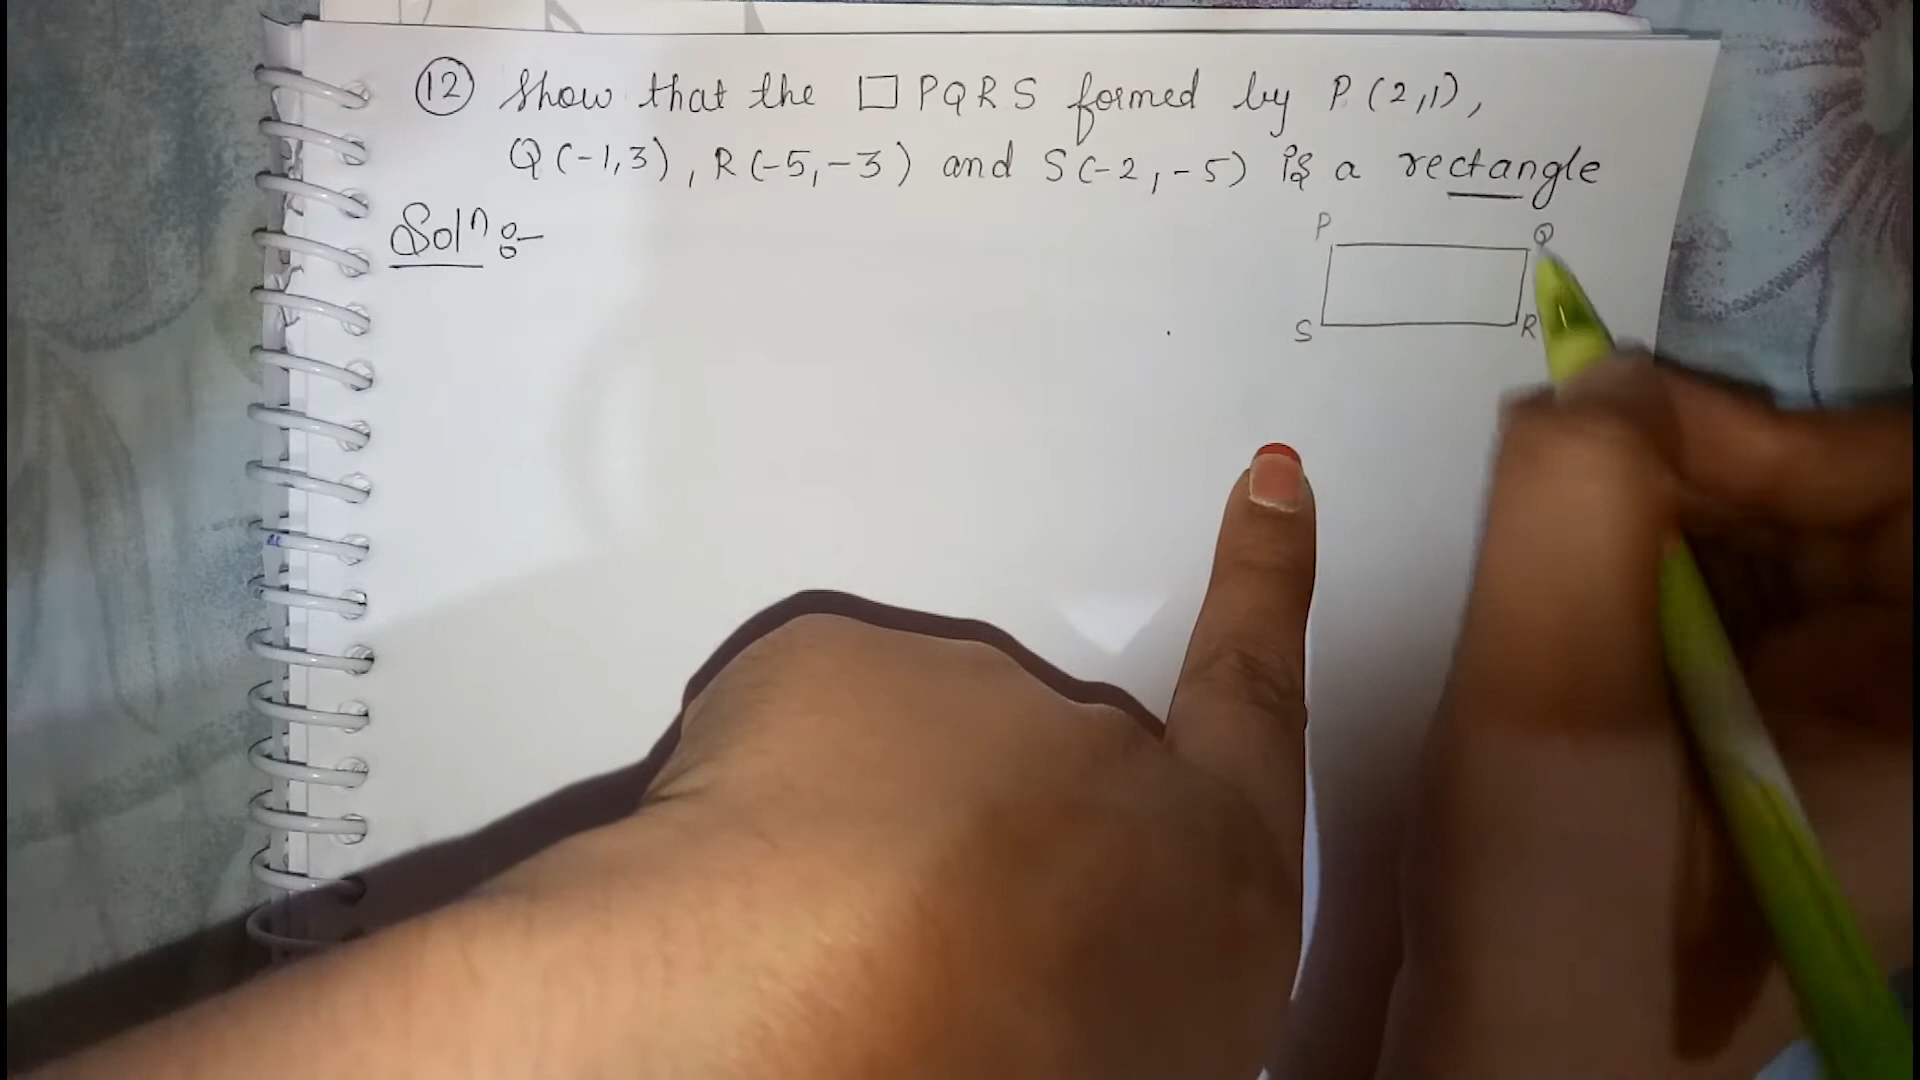 (12) Show that the □ PQRS formed by P(2,1),
Q(-1,3), R(-5,-3) and S(-2,-5) is a rectangle
Solⁿ:-
P Q
S R